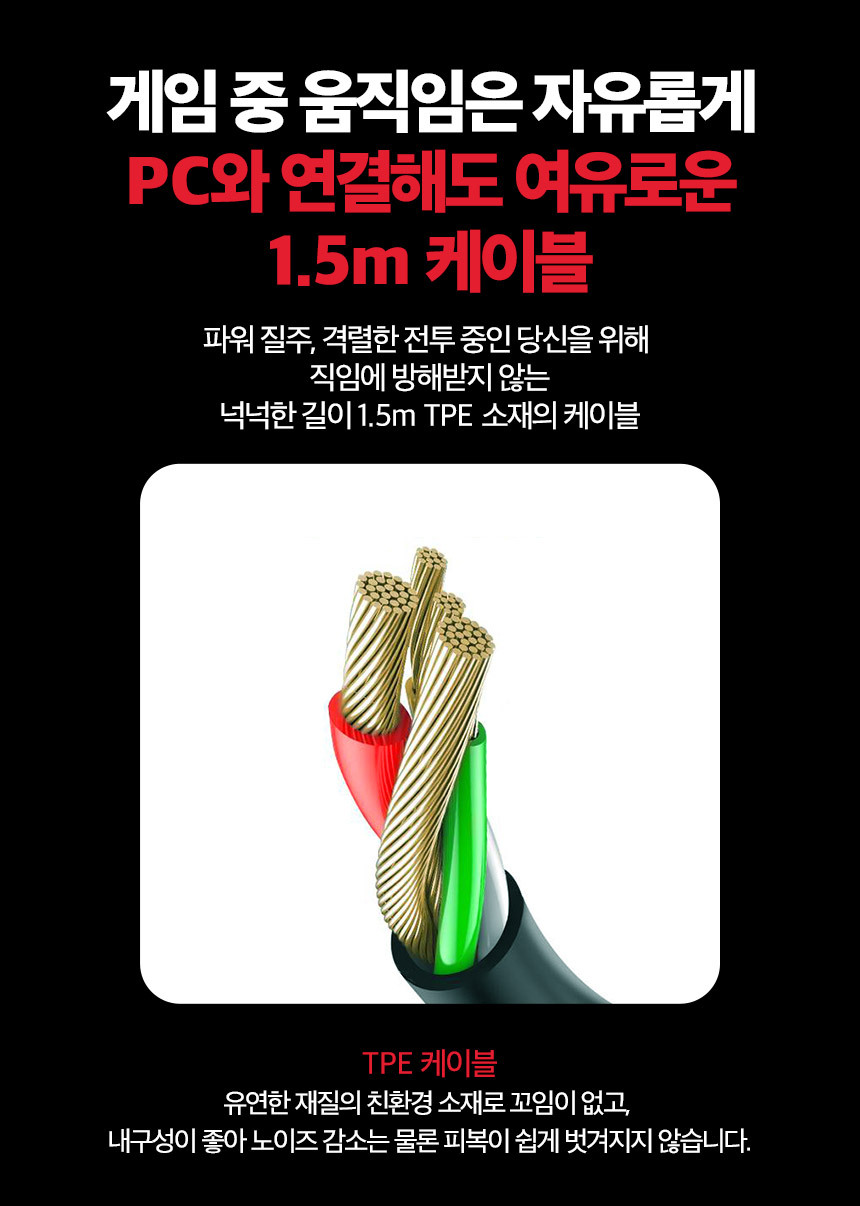 게임 중 움직임은 자유롭게
PC와 연결해도 여유로운
1.5m 케이블
파워 질주, 격렬한 전투 중인 당신을 위해
직임에 방해받지 않는
넉넉한 길이 1.5m TPE 소재의 케이블
TPE 케이블
유연한 재질의 친환경 소재로 꼬임이 없고,
내구성이 좋아 노이즈 감소는 물론 피복이 쉽게 벗겨지지 않습니다.